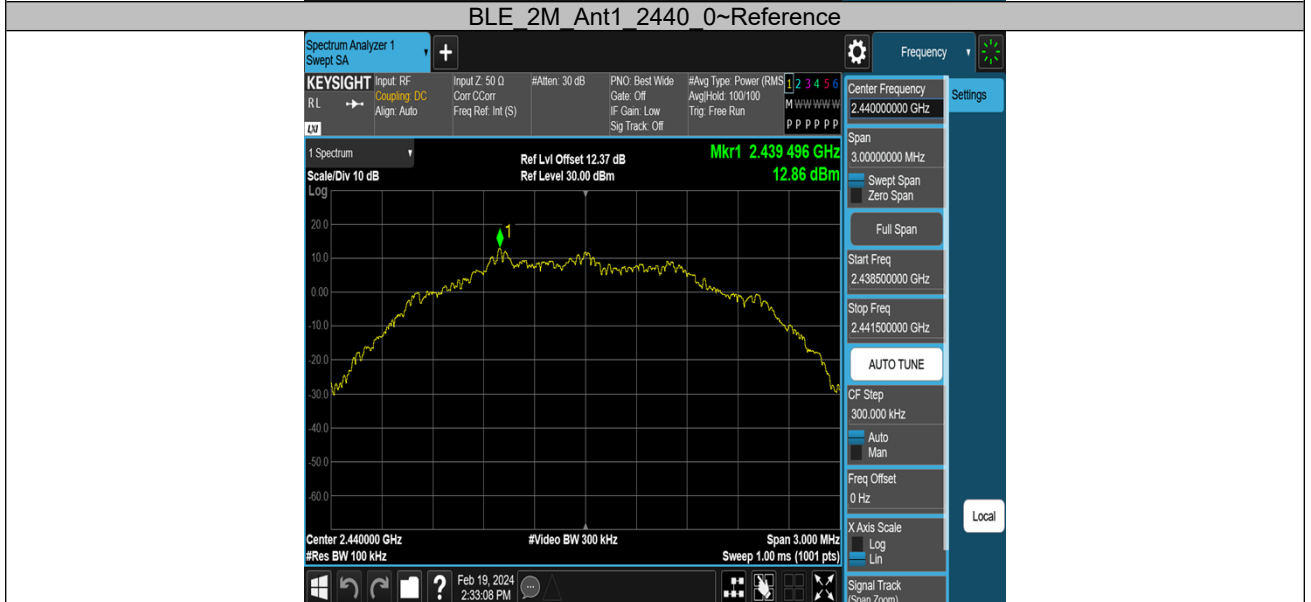 BLE_2M_Ant1_2440_0~Reference
Spectrum Analyzer 1
Swept SA
Frequency
KEYSIGHT
RL
LXI
Input: RF
Coupling: DC
Align: Auto
Input Z: 50 Ω
Corr CCorr
Freq Ref: Int (S)
#Atten: 30 dB
PNO: Best Wide
Gate: Off
IF Gain: Low
Sig Track: Off
#Avg Type: Power (RMS
Avg|Hold: 100/100
Trig: Free Run
1 2 3 4 5 6
M W W W W W
P P P P P P
1 Spectrum
Scale/Div 10 dB
Log
Ref Lvl Offset 12.37 dB
Ref Level 30.00 dBm
Mkr1 2.439 496 GHz
12.86 dBm
1
20.0
10.0
0.00
-10.0
-20.0
-30.0
-40.0
-50.0
-60.0
Center 2.440000 GHz
#Res BW 100 kHz
#Video BW 300 kHz
Span 3.000 MHz
Sweep 1.00 ms (1001 pts)
Feb 19, 2024
2:33:08 PM
Center Frequency
2.440000000 GHz
Span
3.00000000 MHz
Swept Span
Zero Span
Full Span
Start Freq
2.438500000 GHz
Stop Freq
2.441500000 GHz
AUTO TUNE
CF Step
300.000 kHz
Auto
Man
Freq Offset
0 Hz
X Axis Scale
Log
Lin
Signal Track
(Span Zoom)
Settings
Local